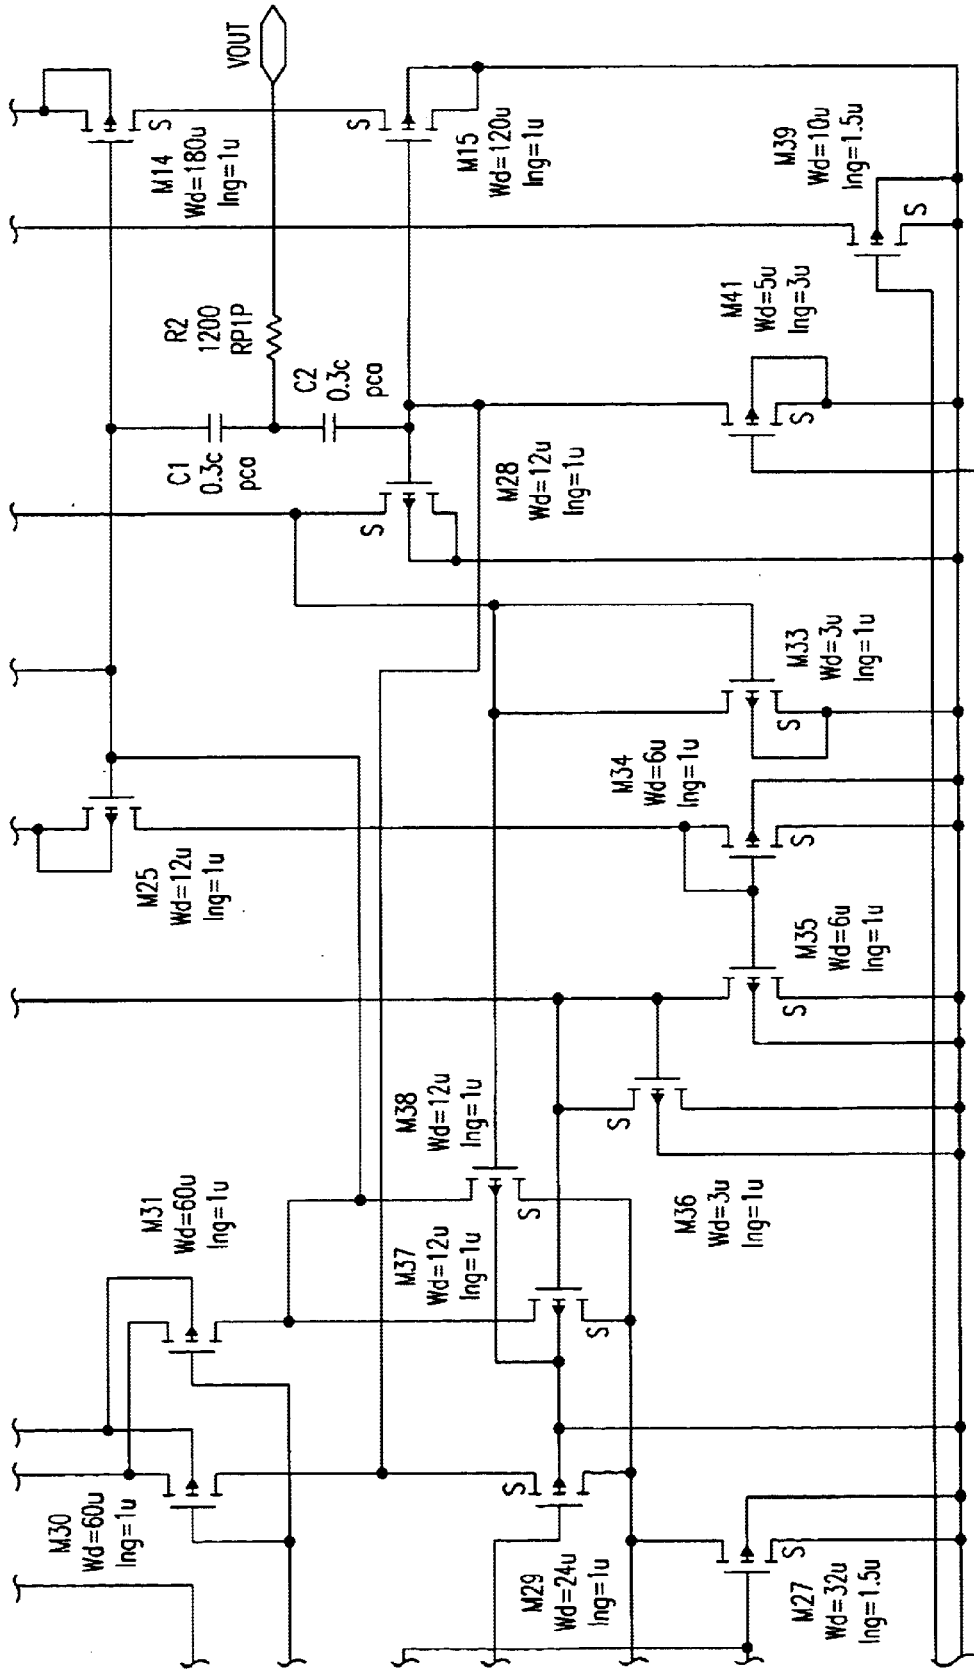 VOUT
S
M14
Wd=180u
lng=1u
S
M15
Wd=120u
lng=1u
M39
Wd=10u
lng=1.5u
S
R2
1200
RP1P
M41
Wd=5u
lng=3u
S
C2
0.3c
pca
C1
0.3c
pca
S
M28
Wd=12u
lng=1u
M33
Wd=3u
lng=1u
S
M34
Wd=6u
lng=1u
S
M25
Wd=12u
lng=1u
M35
Wd=6u
lng=1u
S
M38
Wd=12u
lng=1u
S
S
M36
Wd=3u
lng=1u
M31
Wd=60u
lng=1u
M37
Wd=12u
lng=1u
S
M30
Wd=60u
lng=1u
S
M29
Wd=24u
lng=1u
S
M27
Wd=32u
lng=1.5u